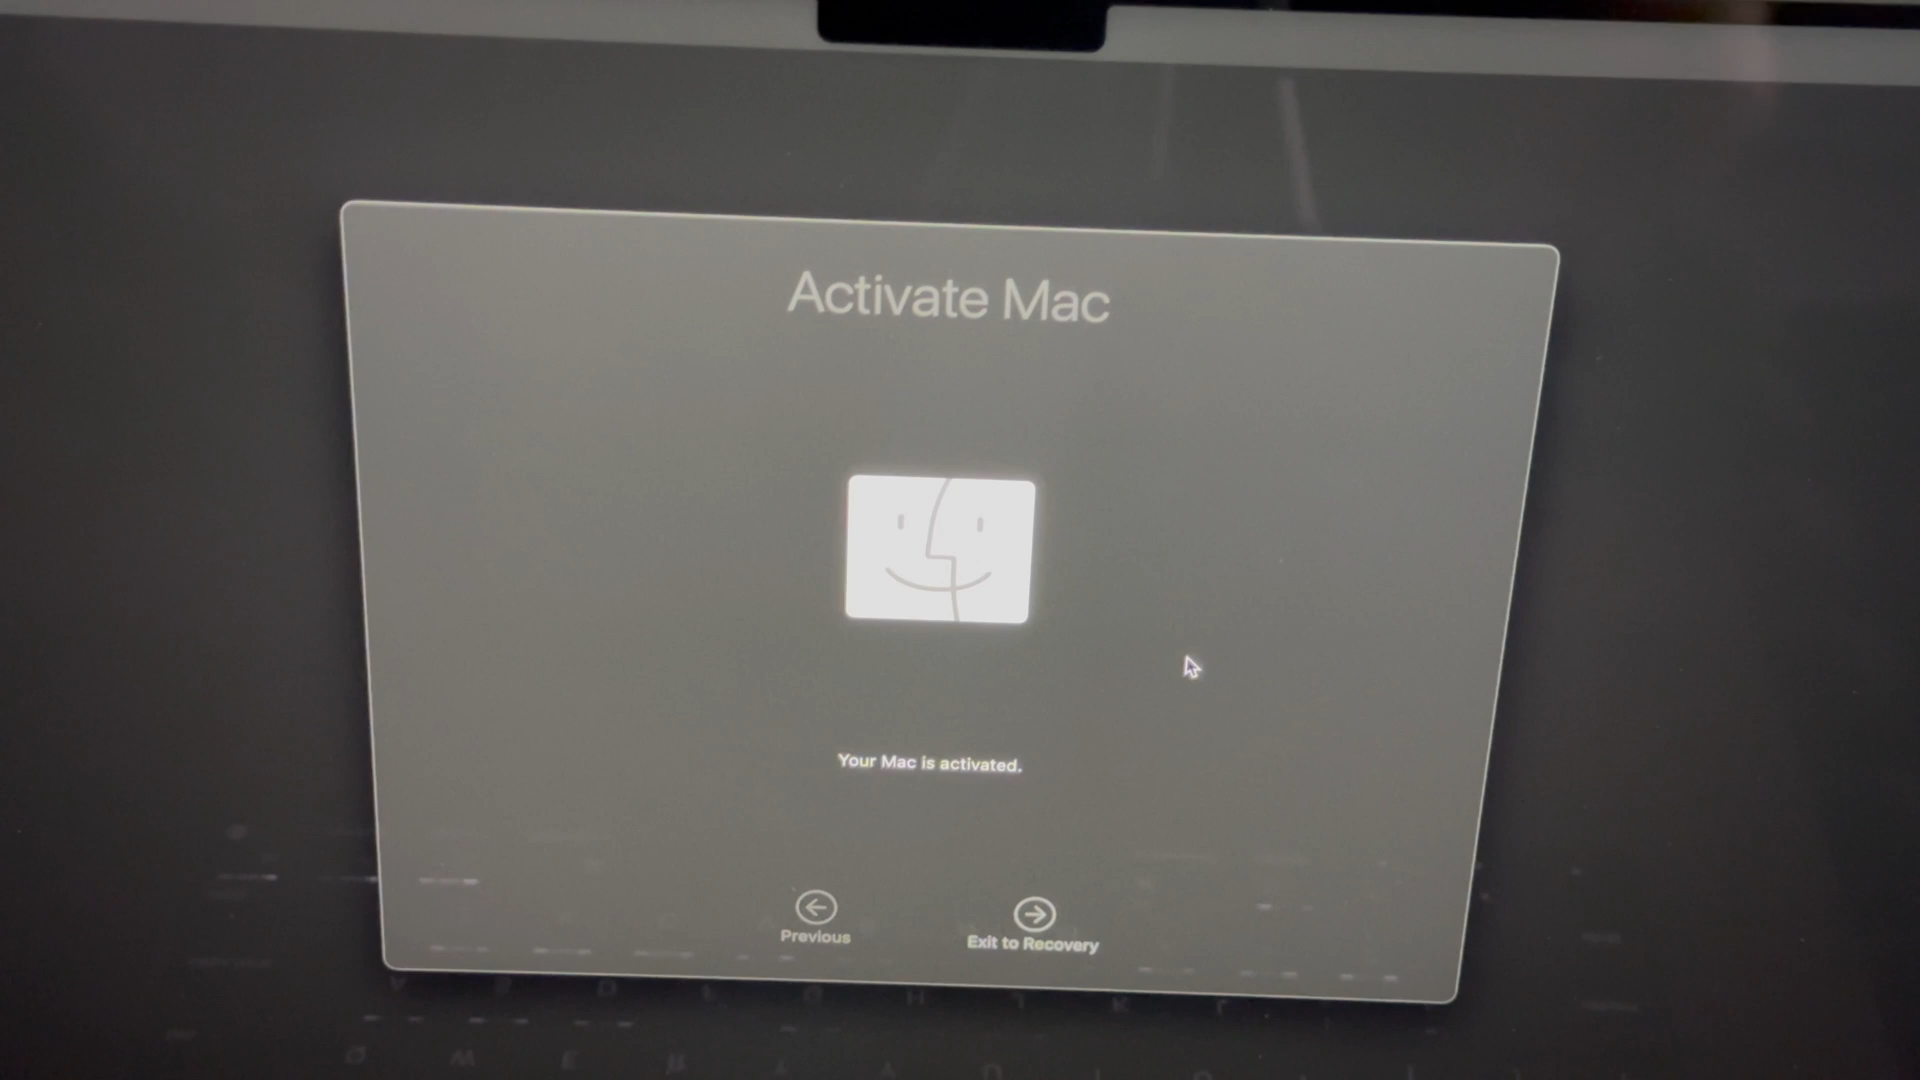 Activate Mac
Your Mac is activated.
Previous
Exit to Recovery